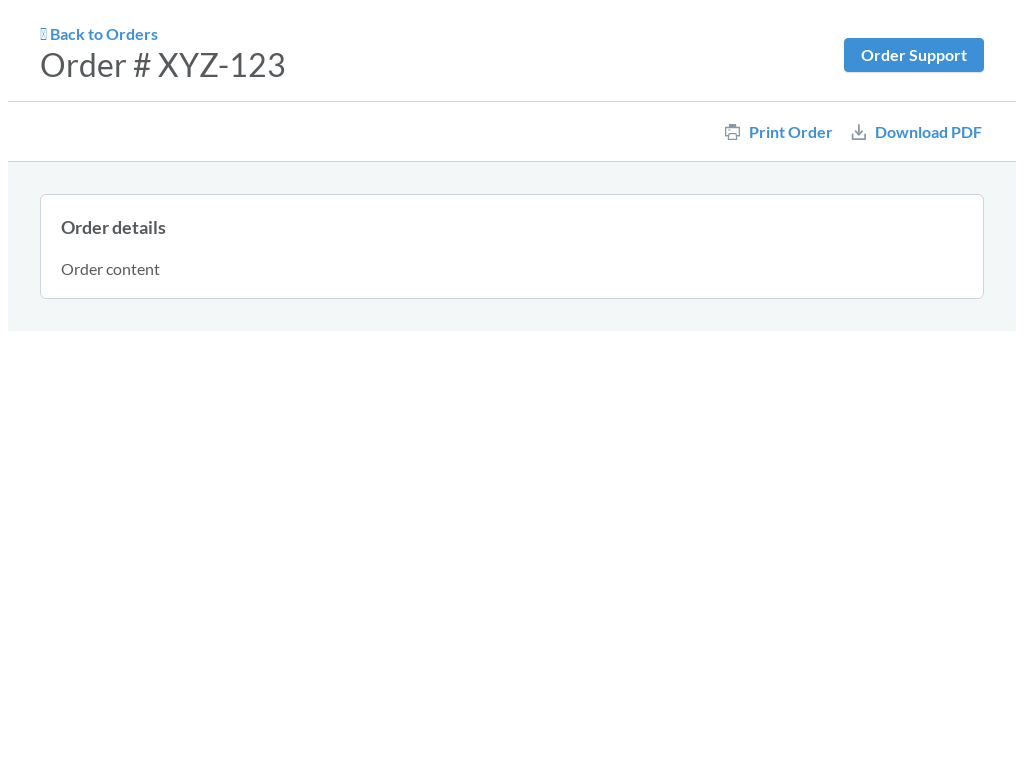 Back to Orders
Order # XYZ-123
Order Support
Print Order
Download PDF
Order details
Order content